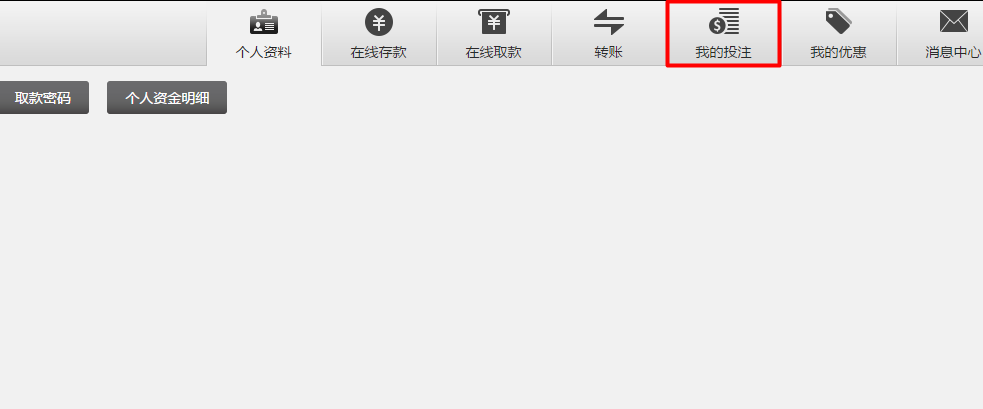 个人资料
在线存款
在线取款
转账
我的投注
我的优惠
消息中心
取款密码
个人资金明细